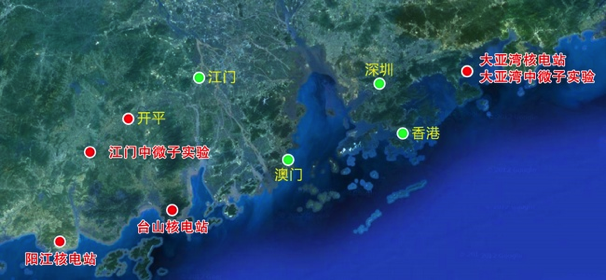 大亚湾核电站
深圳
江门
大亚湾中微子实验
开平
香港
江门中微子实验
澳门
台山核电站
阳江核电站